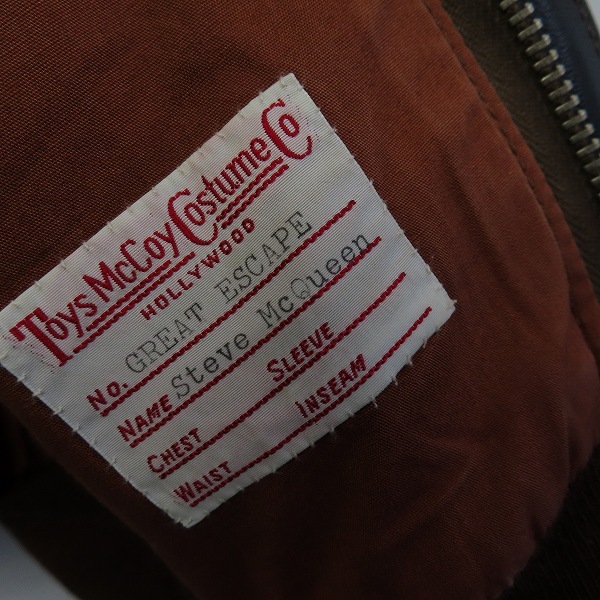 Toys McCoy Costume Co
HOLLYWOOD
NO. GREAT ESCAPE
NAME Steve McQueen
CHEST SLEEVE
WAIST INSEAM